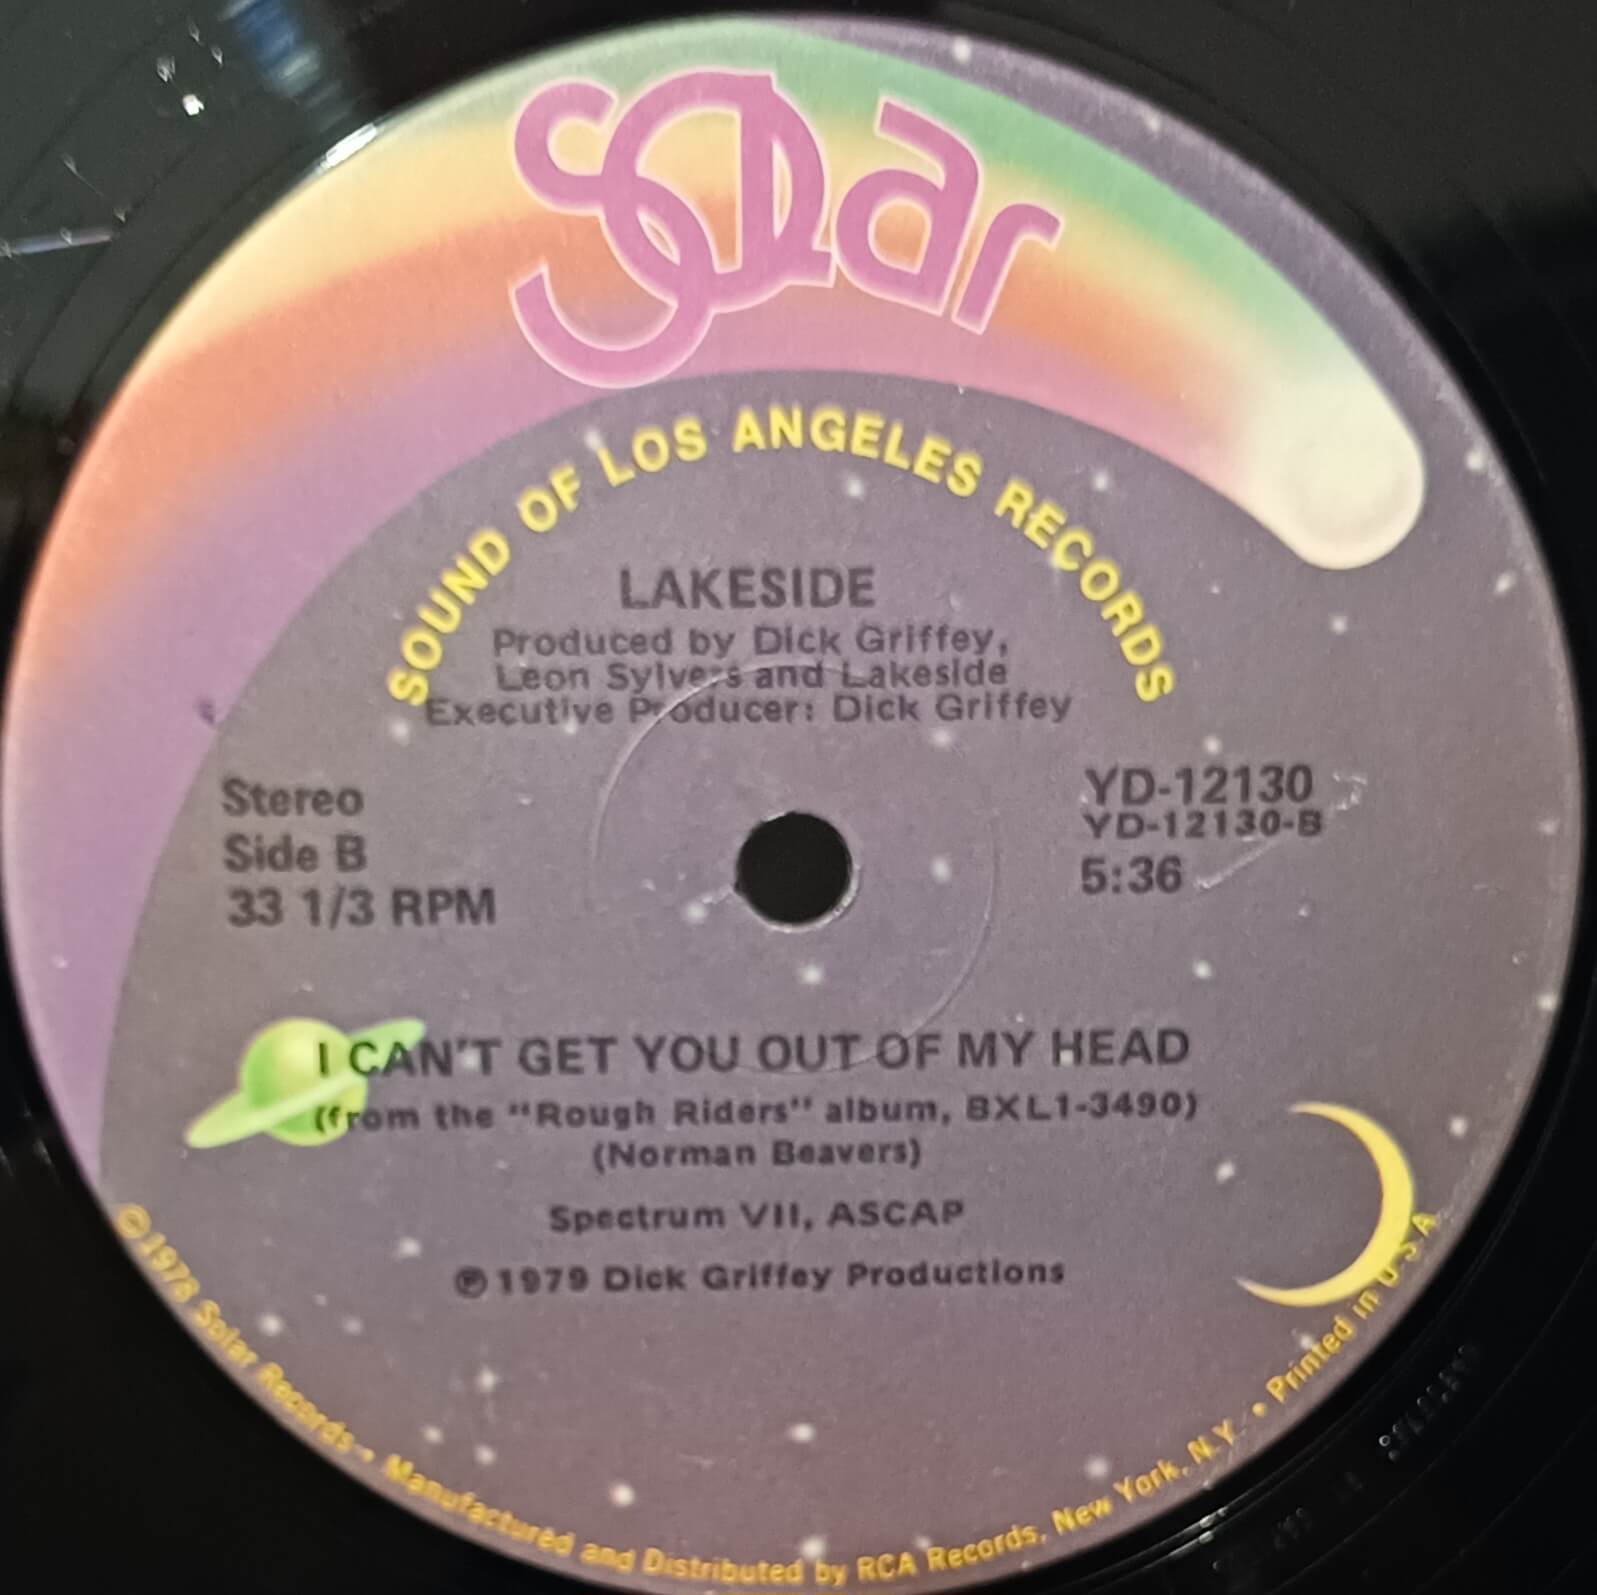 Solar
SOUND OF LOS ANGELES RECORDS
LAKESIDE
Produced by Dick Griffey,
Leon Sylvers and Lakeside
Executive Producer: Dick Griffey
Stereo
Side B
33 1/3 RPM
YD-12130
YD-12130-B
5:36
I CAN'T GET YOU OUT OF MY HEAD
(from the "Rough Riders" album, BXL1-3490)
(Norman Beavers)
Spectrum VII, ASCAP
℗ 1979 Dick Griffey Productions
©1978 Solar Records • Manufactured and Distributed by RCA Records, New York, N.Y. • Printed in U.S.A